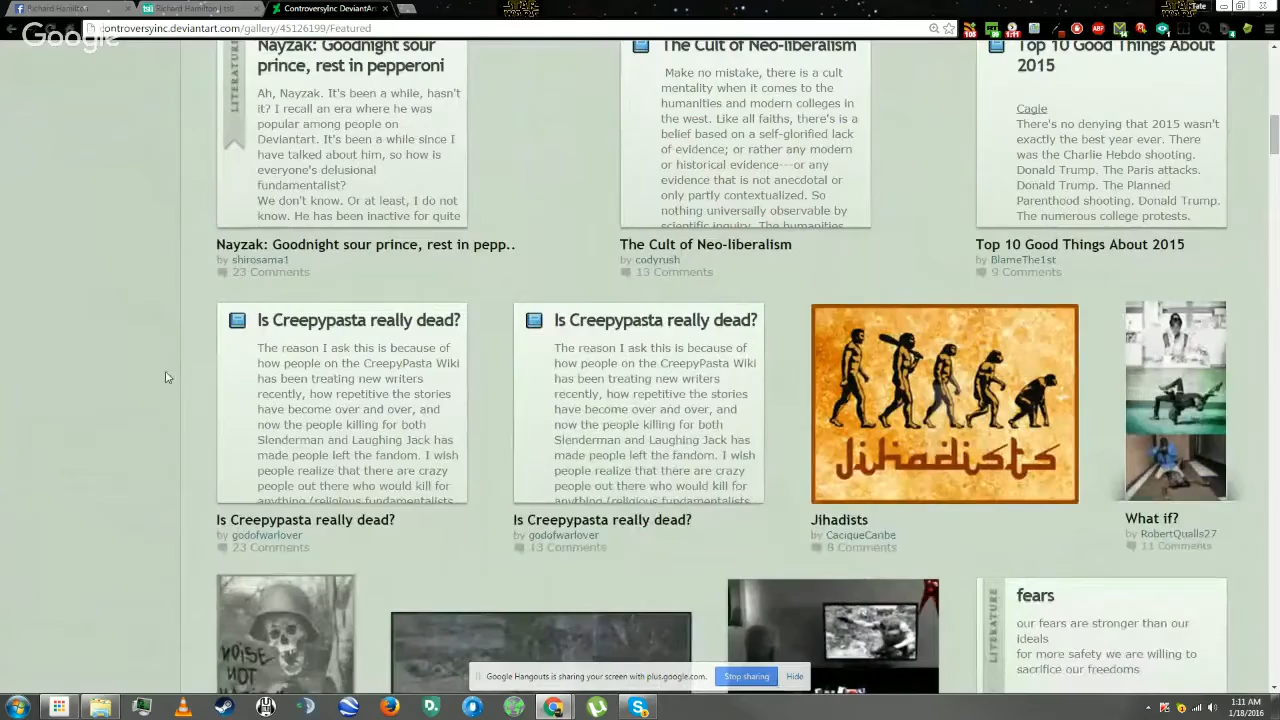 Richard Hamilton
Richard Hamilton | tsū
ControversyInc DeviantArt
Tate
controversyinc.deviantart.com/gallery/45126199/Featured
Google
LITERATURE
Nayzak: Goodnight sour
prince, rest in pepperoni
Ah, Nayzak. It's been a while, hasn't
it? I recall an era where he was
popular among people on
Deviantart. It's been a while since I
have talked about him, so how is
everyone's delusional
fundamentalist?
We don't know. Or at least, I do not
know. He has been inactive for quite
Nayzak: Goodnight sour prince, rest in pepp..
by shirosama1
23 Comments
The Cult of Neo-liberalism
Make no mistake, there is a cult
mentality when it comes to the
humanities and modern colleges in
the west. Like all faiths, there's is a
belief based on a self-glorified lack
of evidence; or rather any modern
or historical evidence---or any
evidence that is not anecdotal or
only partly contextualized. So
nothing universally observable by
scientific inquiry. The humanities
The Cult of Neo-liberalism
by codyrush
13 Comments
Top 10 Good Things About
2015
Cagle
There's no denying that 2015 wasn't
exactly the best year ever. There
was the Charlie Hebdo shooting.
Donald Trump. The Paris attacks.
Donald Trump. The Planned
Parenthood shooting. Donald Trump.
The numerous college protests.
Top 10 Good Things About 2015
by BlameThe1st
9 Comments
Is Creepypasta really dead?
The reason I ask this is because of
how people on the CreepyPasta Wiki
has been treating new writers
recently, how repetitive the stories
have become over and over, and
now the people killing for both
Slenderman and Laughing Jack has
made people left the fandom. I wish
people realize that there are crazy
people out there who would kill for
anything (religious fundamentalists
Is Creepypasta really dead?
by godofwarlover
23 Comments
Is Creepypasta really dead?
The reason I ask this is because of
how people on the CreepyPasta Wiki
has been treating new writers
recently, how repetitive the stories
have become over and over, and
now the people killing for both
Slenderman and Laughing Jack has
made people left the fandom. I wish
people realize that there are crazy
people out there who would kill for
anything (religious fundamentalists
Is Creepypasta really dead?
by godofwarlover
13 Comments
Jihadists
Jihadists
by CaciqueCaribe
8 Comments
What if?
by RobertQualls27
11 Comments
NOISE
NOT
LITERATURE
fears
our fears are stronger than our
ideals
for more safety we are willing to
sacrifice our freedoms
Google Hangouts is sharing your screen with plus.google.com.
Stop sharing
Hide
1:11 AM
1/18/2016